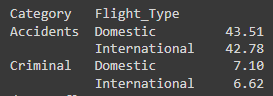 Category Flight_Type
Accidents Domestic 43.51
International 42.78
Criminal Domestic 7.10
International 6.62